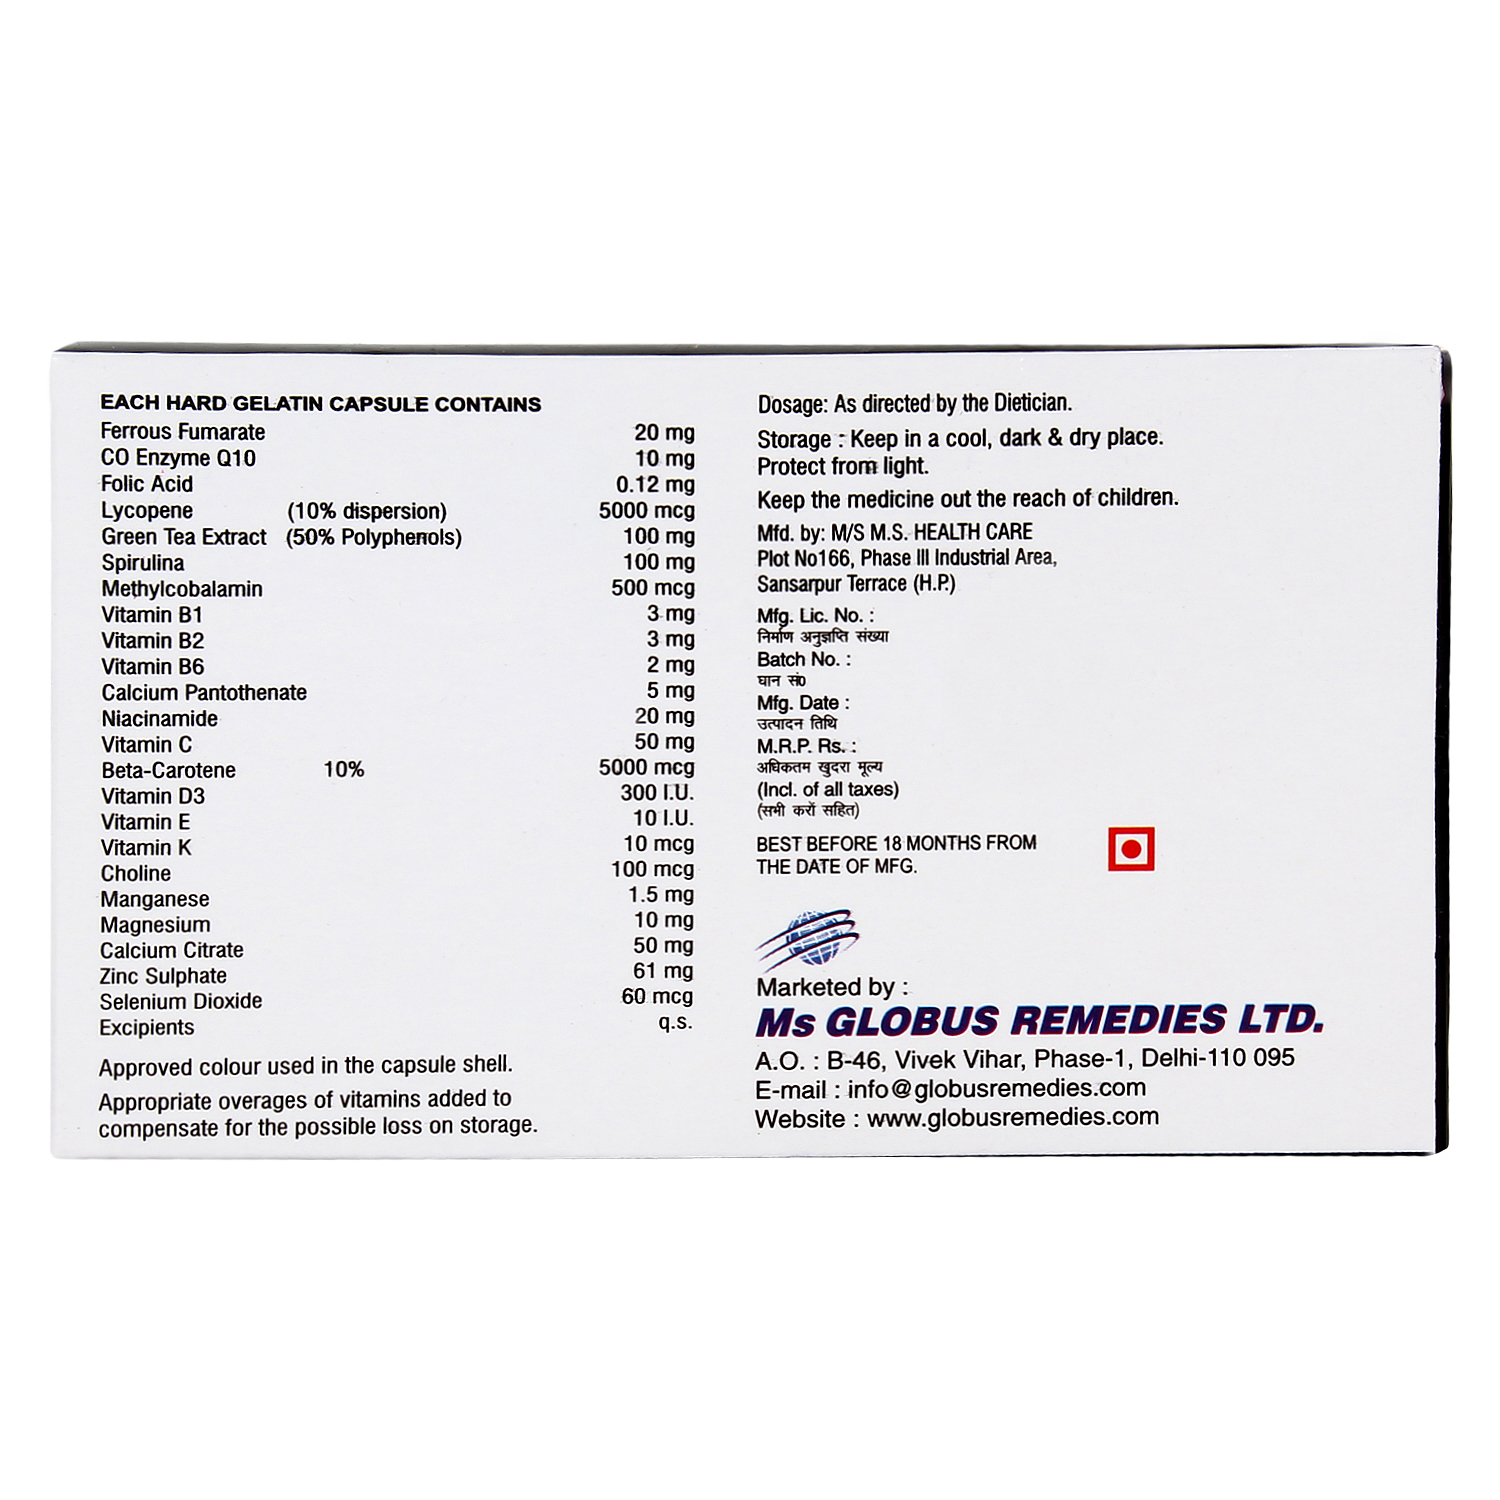 EACH HARD GELATIN CAPSULE CONTAINS
Ferrous Fumarate 20 mg
CO Enzyme Q10 10 mg
Folic Acid 0.12 mg
Lycopene (10% dispersion) 5000 mcg
Green Tea Extract (50% Polyphenols) 100 mg
Spirulina 100 mg
Methylcobalamin 500 mcg
Vitamin B1 3 mg
Vitamin B2 3 mg
Vitamin B6 2 mg
Calcium Pantothenate 5 mg
Niacinamide 20 mg
Vitamin C 50 mg
Beta-Carotene 10% 5000 mcg
Vitamin D3 300 I.U.
Vitamin E 10 I.U.
Vitamin K 10 mcg
Choline 100 mcg
Manganese 1.5 mg
Magnesium 10 mg
Calcium Citrate 50 mg
Zinc Sulphate 61 mg
Selenium Dioxide 60 mcg
Excipients q.s.
Approved colour used in the capsule shell.
Appropriate overages of vitamins added to
compensate for the possible loss on storage.
Dosage: As directed by the Dietician.
Storage : Keep in a cool, dark & dry place.
Protect from light.
Keep the medicine out the reach of children.
Mfd. by: M/S M.S. HEALTH CARE
Plot No166, Phase III Industrial Area,
Sansarpur Terrace (H.P.)
Mfg. Lic. No. :
निर्माण अनुज्ञप्ति संख्या
Batch No. :
घान सं०
Mfg. Date :
उत्पादन तिथि
M.R.P. Rs. :
अधिकतम खुदरा मूल्य
(Incl. of all taxes)
(सभी करों सहित)
BEST BEFORE 18 MONTHS FROM
THE DATE OF MFG.
Marketed by :
Ms GLOBUS REMEDIES LTD.
A.O. : B-46, Vivek Vihar, Phase-1, Delhi-110 095
E-mail : info@globusremedies.com
Website : www.globusremedies.com